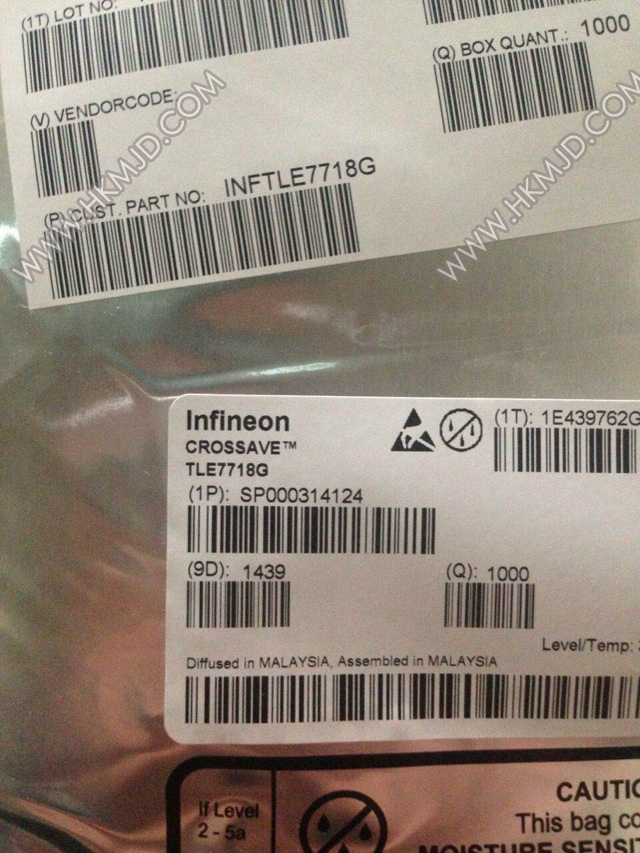 (1T) LOT NO:
(Q) BOX QUANT.: 1000
(V) VENDORCODE:
(P) CUST. PART NO: INFTLE7718G
WWW.HKMJD.COM
WWW.HKMJD.COM
Infineon
CROSSAVE™
TLE7718G
(1T): 1E439762G
(1P): SP000314124
(9D): 1439
(Q): 1000
Level/Temp:
Diffused in MALAYSIA, Assembled in MALAYSIA
If Level
2 - 5a
CAUTIO
This bag co
MOISTURE SENSI